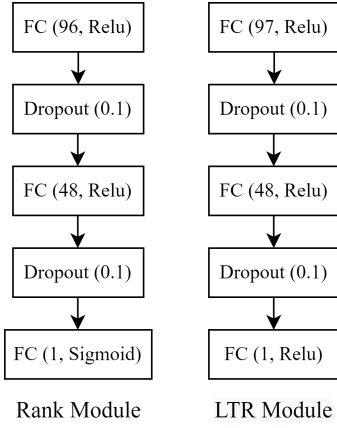 FC (96, Relu)
Dropout (0.1)
FC (48, Relu)
Dropout (0.1)
FC (1, Sigmoid)
Rank Module
FC (97, Relu)
Dropout (0.1)
FC (48, Relu)
Dropout (0.1)
FC (1, Relu)
LTR Module